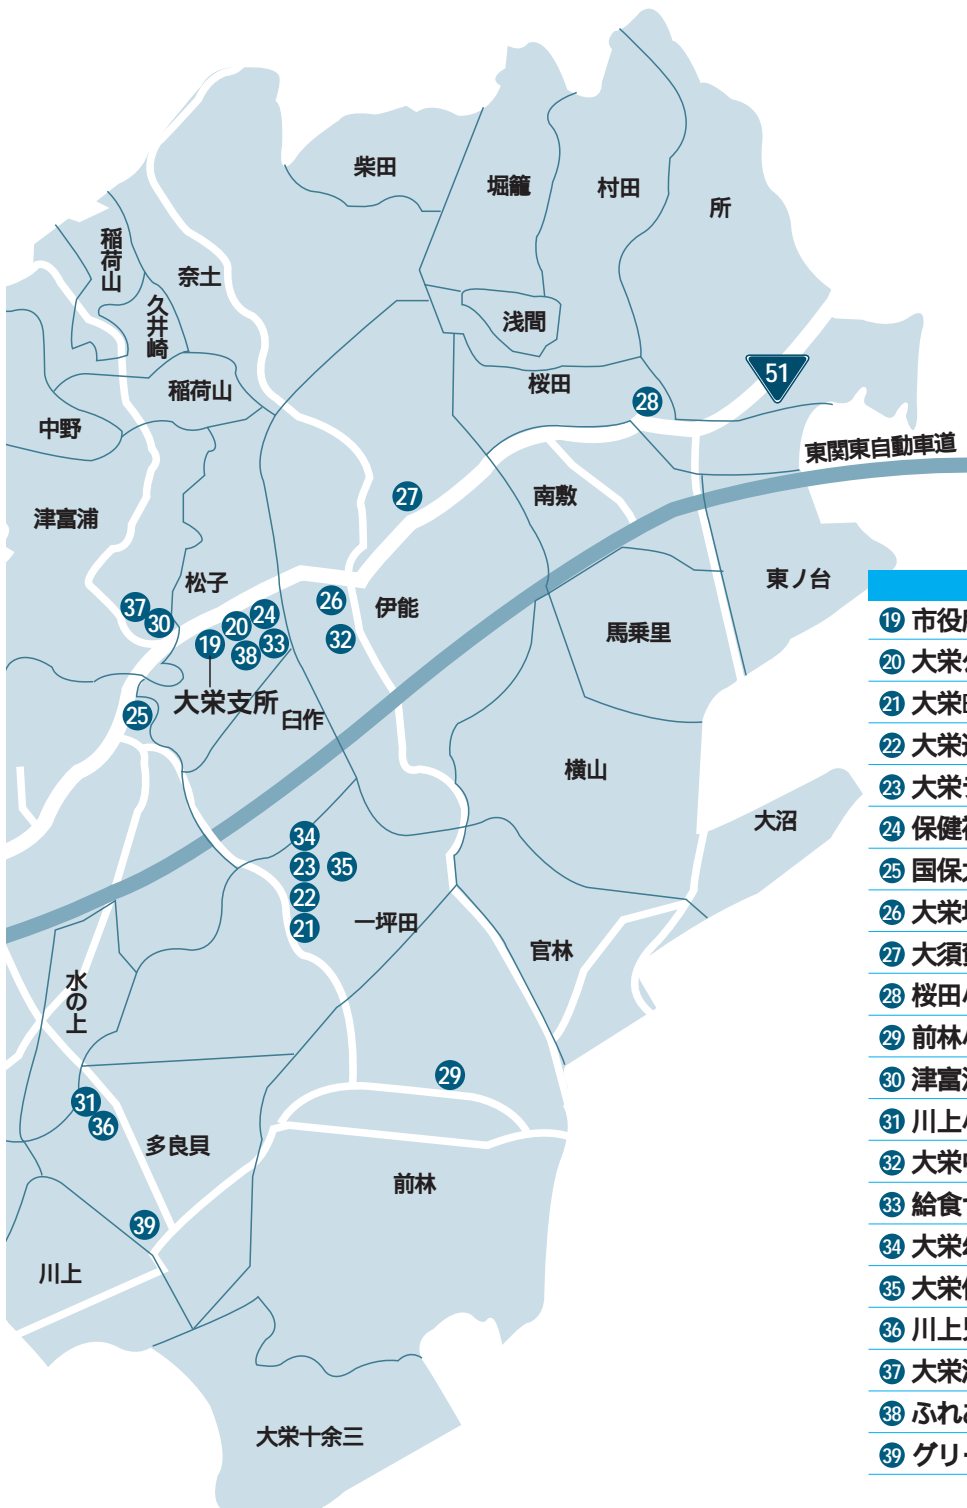 柴田
堀籠
村田
所
稲荷山
奈土
久井崎
浅間
稲荷山
桜田
51
28
中野
東関東自動車道
27
南敷
津富浦
松子
東ノ台
37
30
20
24
26
伊能
19
38
33
32
馬乗里
大栄支所
25
臼作
横山
大沼
34
23
35
22
21
一坪田
官林
水の上
29
31
36
多良貝
前林
39
川上
大栄十余三
19 市役
20 大栄
21 大栄
22 大栄
23 大栄
24 保健
25 国保
26 大栄
27 大須
28 桜田
29 前林
30 津富
31 川上
32 大栄
33 給食
34 大栄
35 大栄
36 川上
37 大栄
38 ふれ
39 グリー